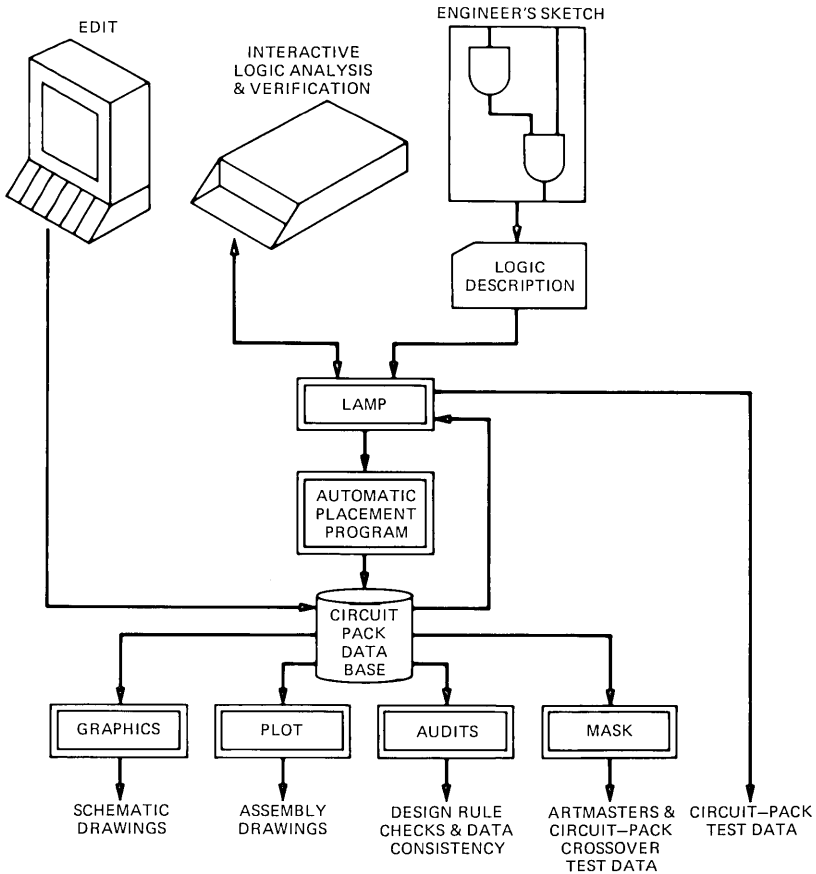 EDIT
INTERACTIVE
LOGIC ANALYSIS
& VERIFICATION
ENGINEER'S SKETCH
LOGIC
DESCRIPTION
LAMP
AUTOMATIC
PLACEMENT
PROGRAM
CIRCUIT
PACK
DATA
BASE
GRAPHICS
PLOT
AUDITS
MASK
SCHEMATIC
DRAWINGS
ASSEMBLY
DRAWINGS
DESIGN RULE
CHECKS & DATA
CONSISTENCY
ARTMASTERS &
CIRCUIT—PACK
CROSSOVER
TEST DATA
CIRCUIT—PACK
TEST DATA